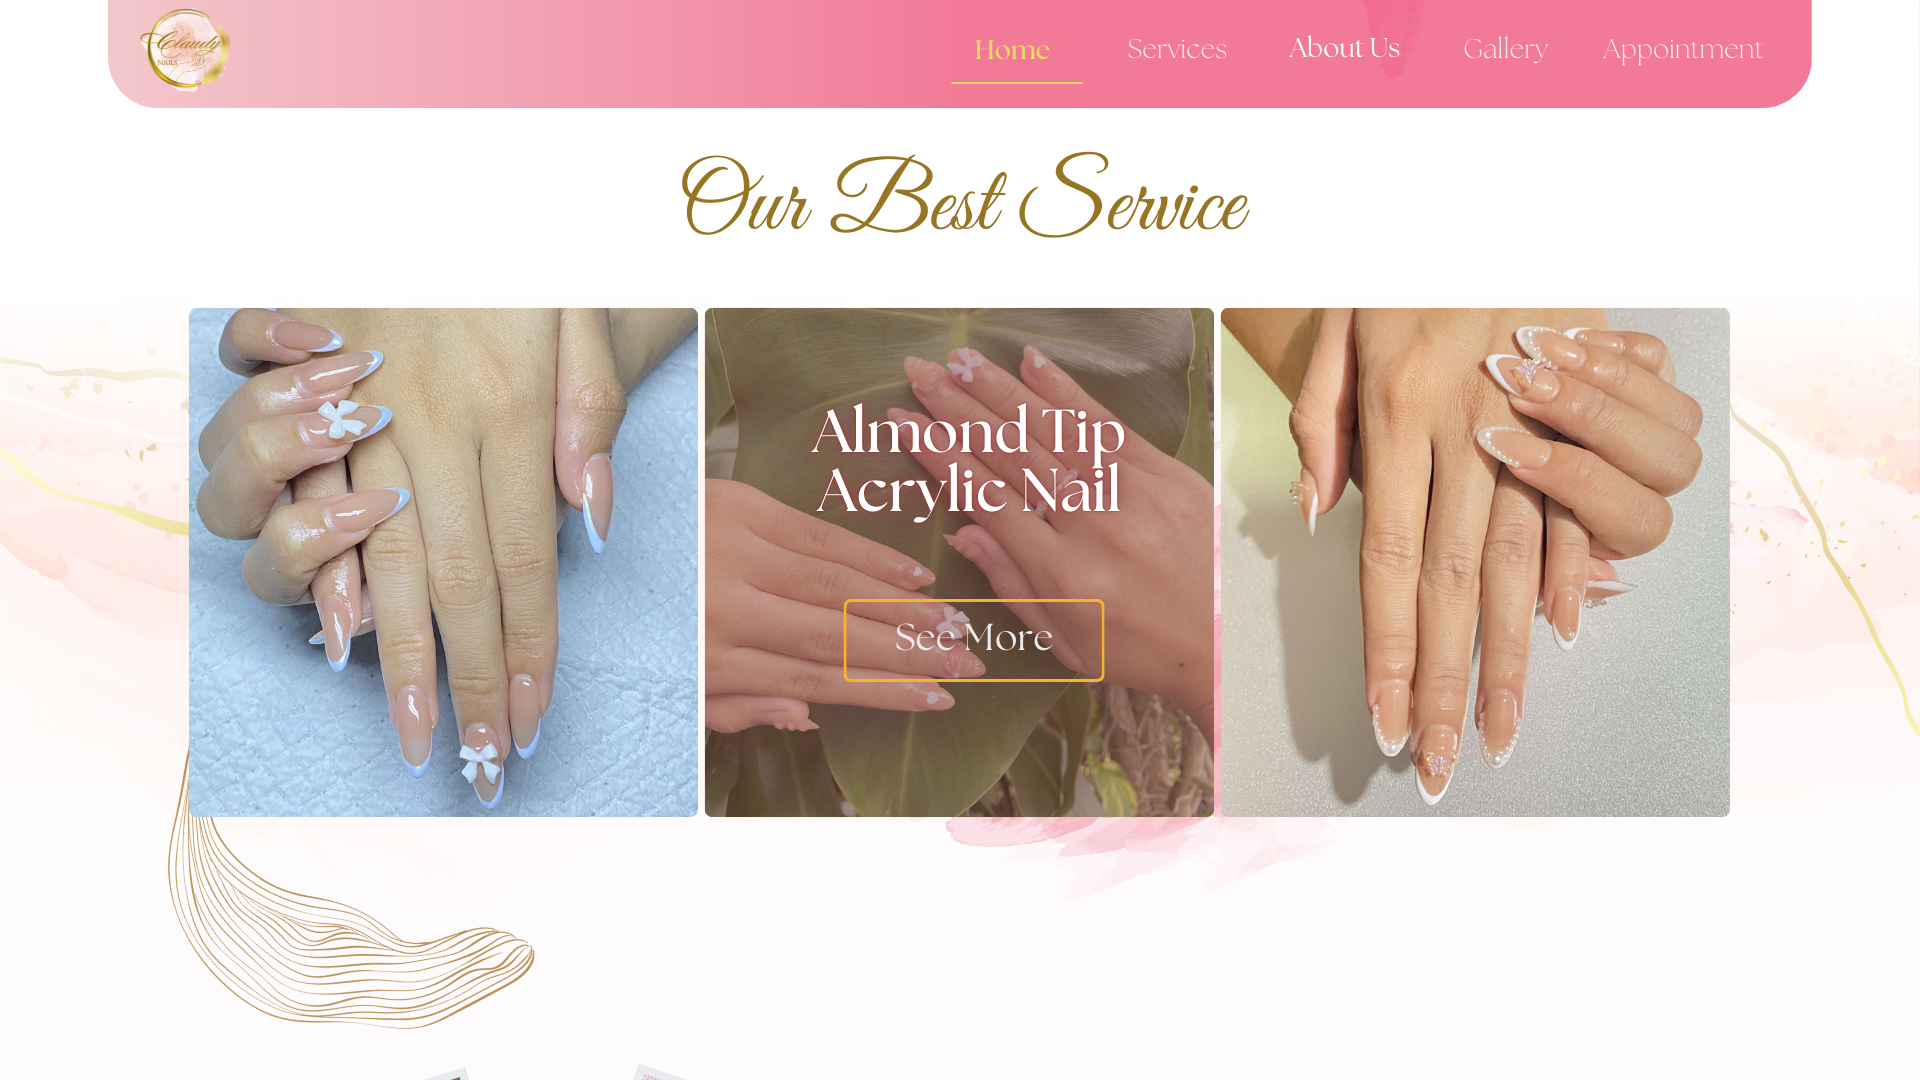 Claudy
NAILS
Home
Services
About Us
Gallery
Appointment
Our Best Service
Almond Tip
Acrylic Nail
See More